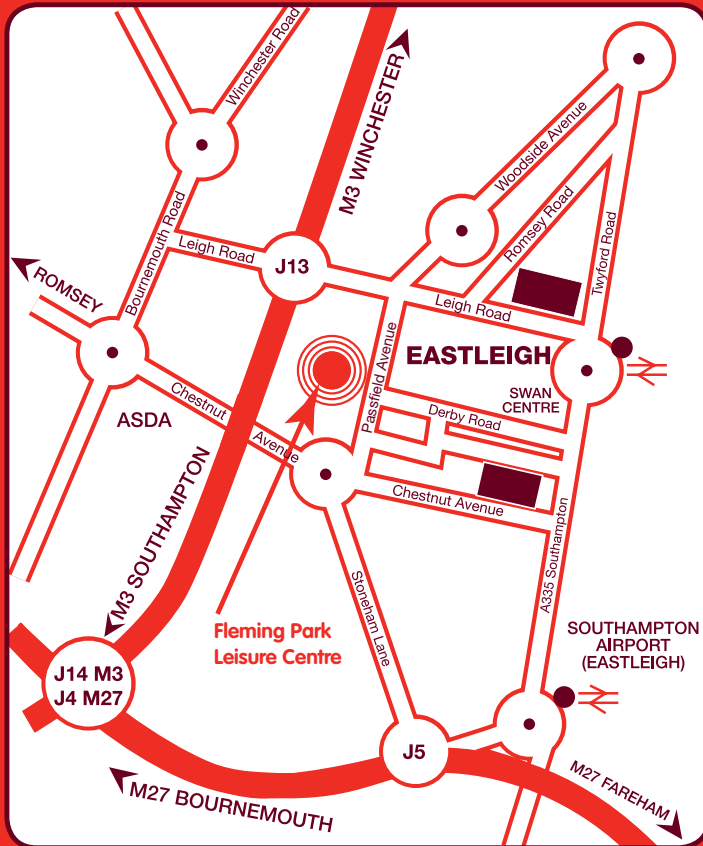 Winchester Road
M3 WINCHESTER
Woodside Avenue
Romsey Road
Twyford Road
Bournemouth Road
Leigh Road
J13
ROMSEY
Leigh Road
EASTLEIGH
Passfield Avenue
SWAN
CENTRE
Derby Road
ASDA
Chestnut
Avenue
Chestnut Avenue
M3 SOUTHAMPTON
A335 Southampton
Stoneham Lane
Fleming Park
Leisure Centre
SOUTHAMPTON
AIRPORT
(EASTLEIGH)
J14 M3
J4 M27
J5
M27 BOURNEMOUTH
M27 FAREHAM